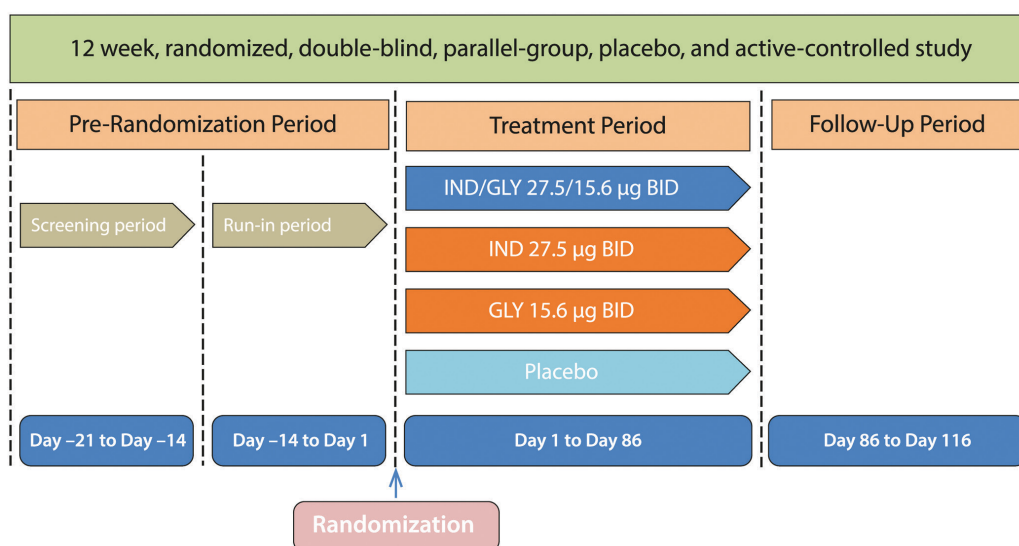 12 week, randomized, double-blind, parallel-group, placebo, and active-controlled study
Pre-Randomization Period
Treatment Period
Follow-Up Period
IND/GLY 27.5/15.6 µg BID
Screening period
Run-in period
IND 27.5 µg BID
GLY 15.6 µg BID
Placebo
Day –21 to Day –14
Day –14 to Day 1
Day 1 to Day 86
Day 86 to Day 116
Randomization